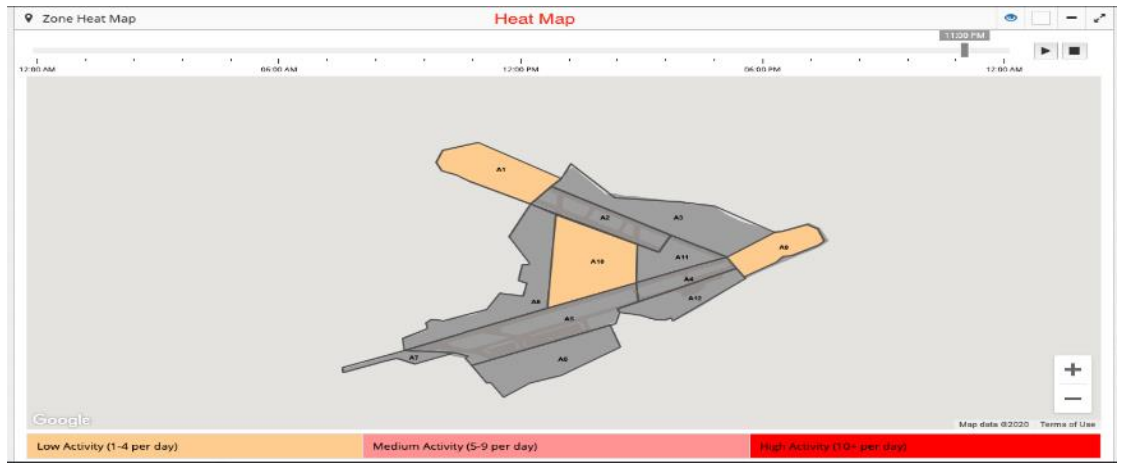 Zone Heat Map
Heat Map
11:00 PM
12:00 AM
06:00 AM
12:00 PM
06:00 PM
12:00 AM
A1
A2
A3
A9
A10
A11
A4
A12
A5
A7
Google
Map data ©2020 Terms of Use
Low Activity (1-4 per day)
Medium Activity (5-9 per day)
High Activity (10+ per day)